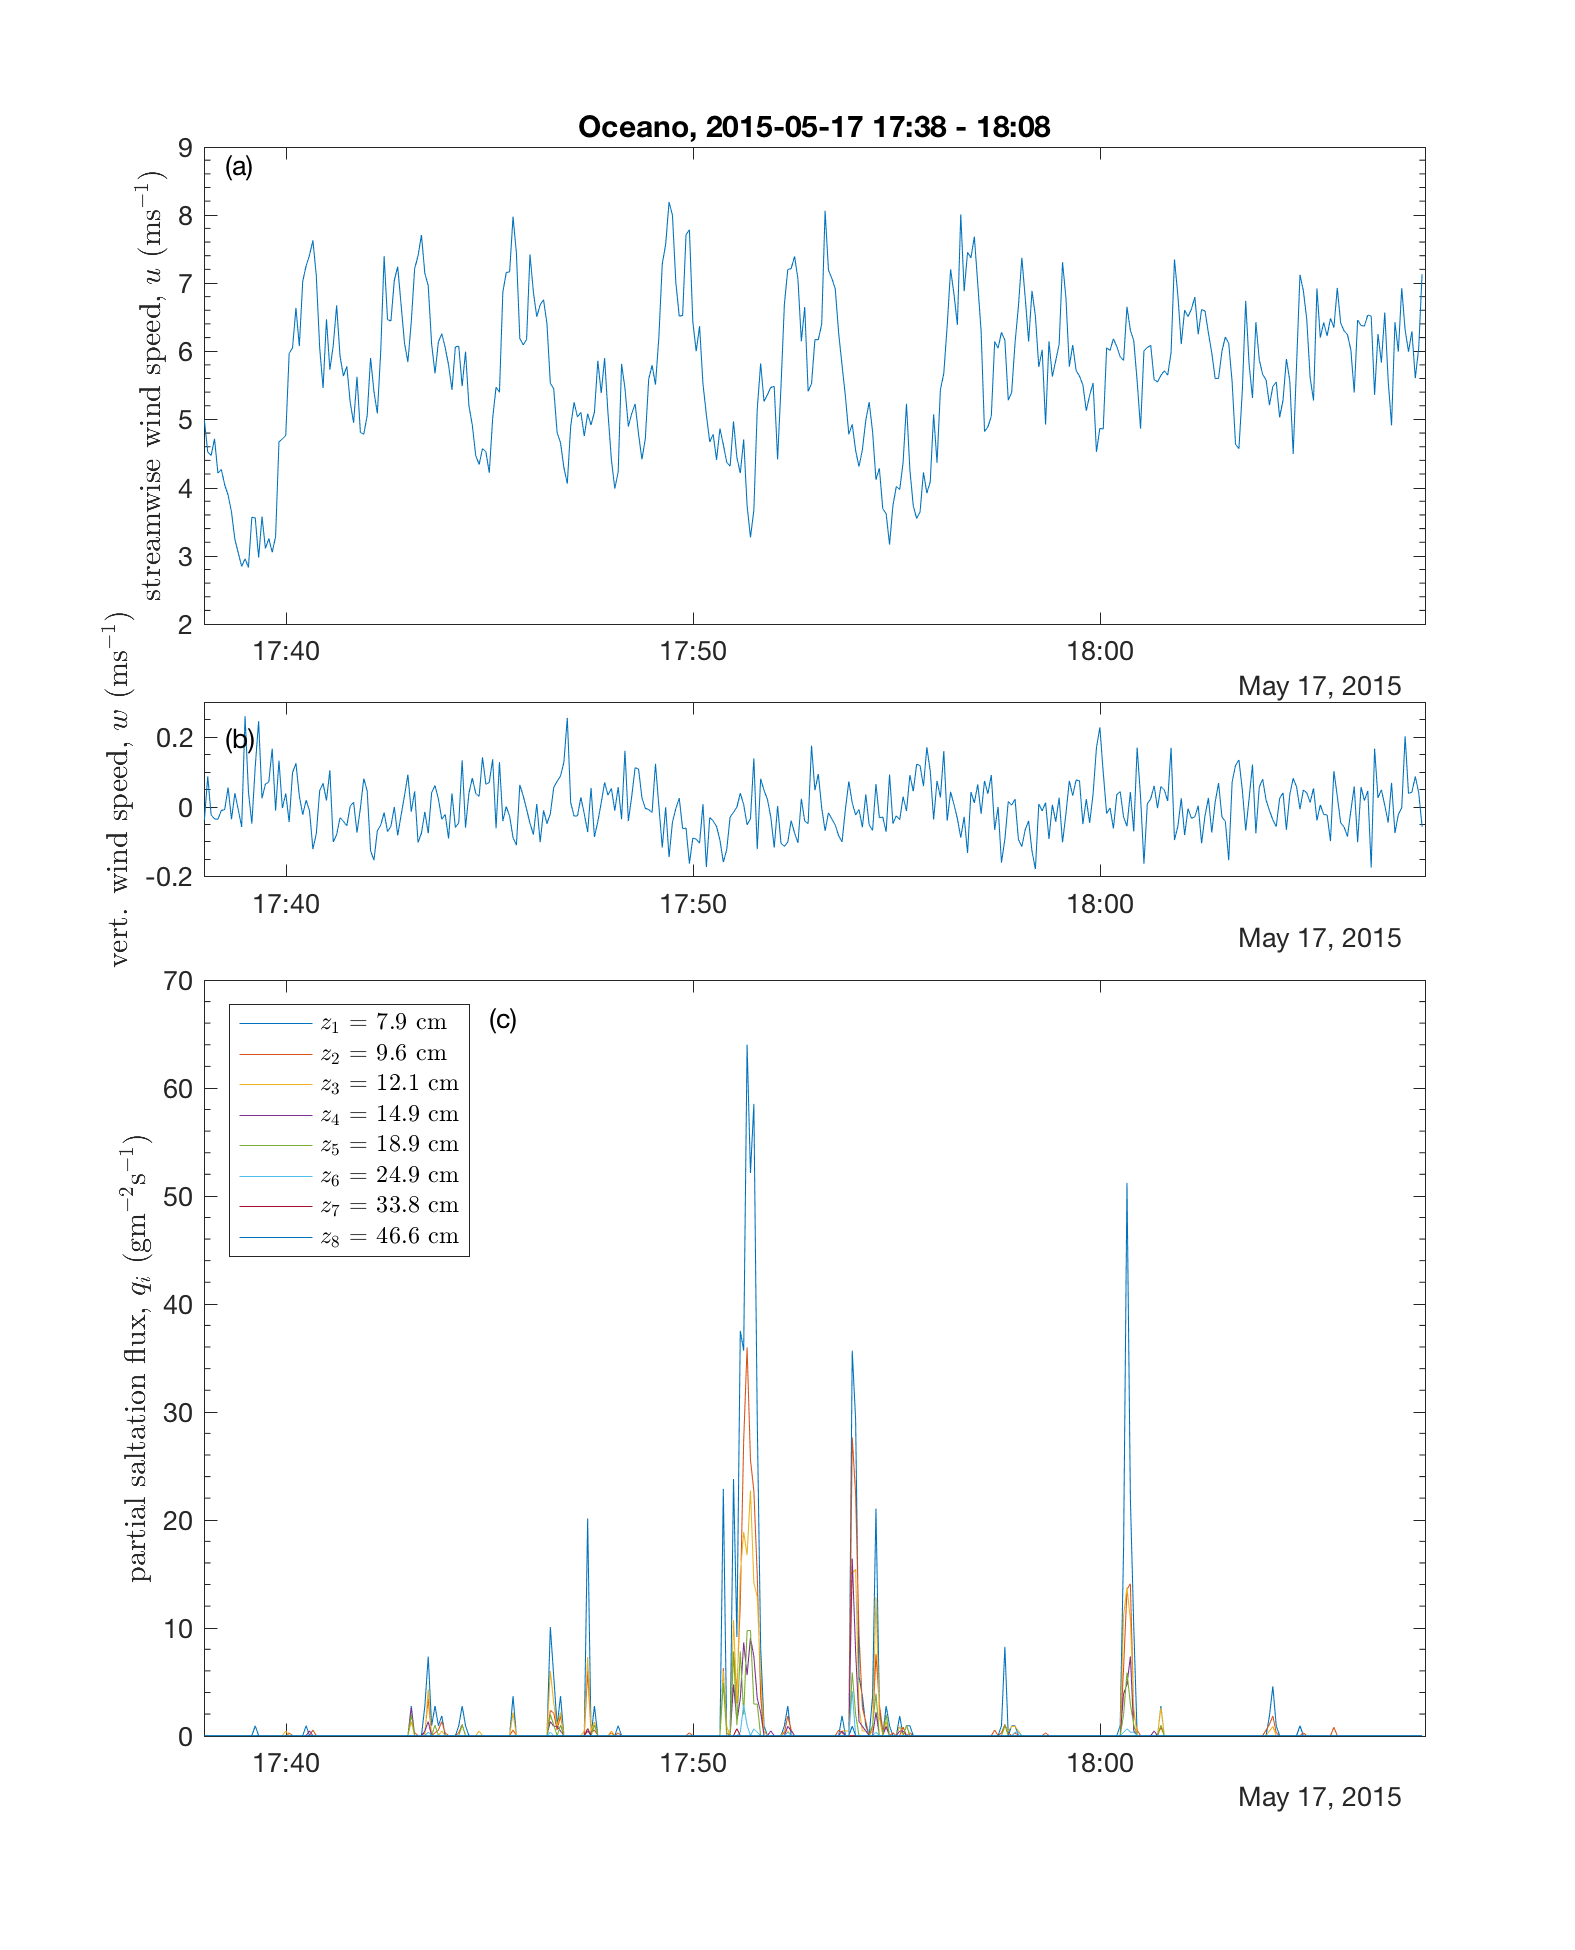 Oceano, 2015-05-17 17:38 - 18:08
(a)
streamwise wind speed, u (ms⁻¹)
9
8
7
6
5
4
3
2
17:40 17:50 18:00
May 17, 2015
(b)
vert. wind speed, w (ms⁻¹)
0.2
0
-0.2
17:40 17:50 18:00
May 17, 2015
(c)
partial saltation flux, qᵢ (gm⁻²s⁻¹)
70
60
50
40
30
20
10
0
z₁ = 7.9 cm
z₂ = 9.6 cm
z₃ = 12.1 cm
z₄ = 14.9 cm
z₅ = 18.9 cm
z₆ = 24.9 cm
z₇ = 33.8 cm
z₈ = 46.6 cm
17:40 17:50 18:00
May 17, 2015